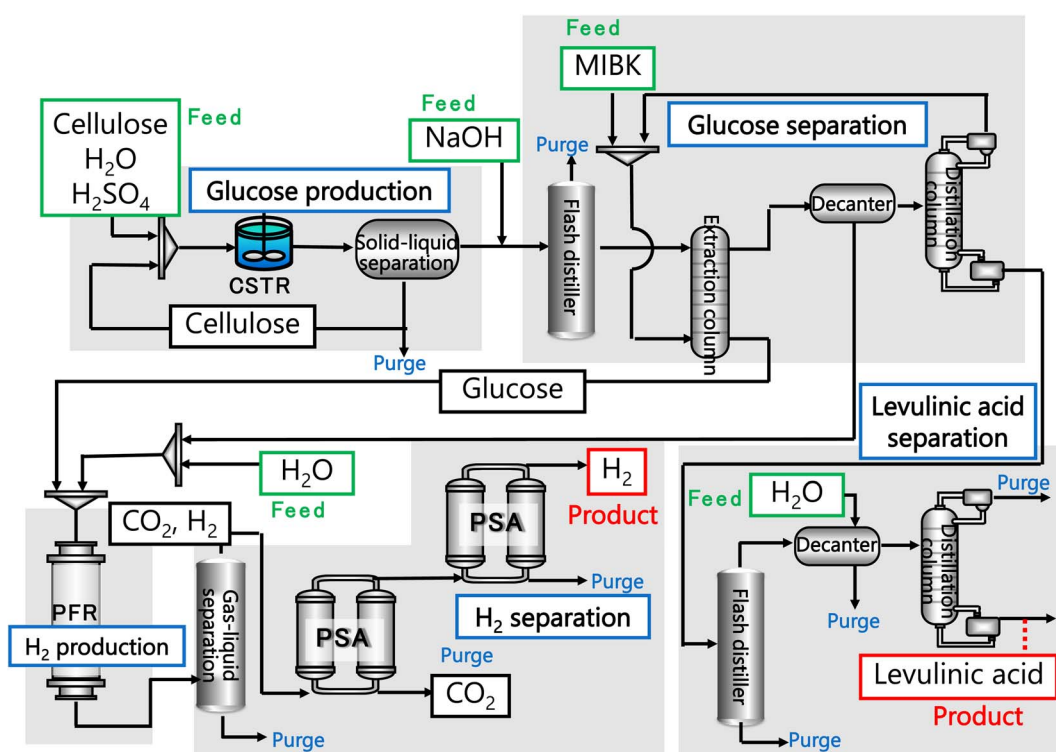 Feed
MIBK
Feed
Cellulose
H₂O
H₂SO₄
Feed
NaOH
Glucose separation
Purge
Glucose production
Distillation
column
Decanter
Flash distiller
Extraction column
Solid-liquid
separation
CSTR
Cellulose
Purge
Glucose
Levulinic acid
separation
H₂O
Feed
H₂
Product
CO₂, H₂
PSA
Purge
PSA
H₂ separation
PFR
H₂ production
Gas-liquid
separation
Purge
CO₂
Purge
Feed
H₂O
Purge
Decanter
Distillation
column
Purge
Flash distiller
Levulinic acid
Product
Purge